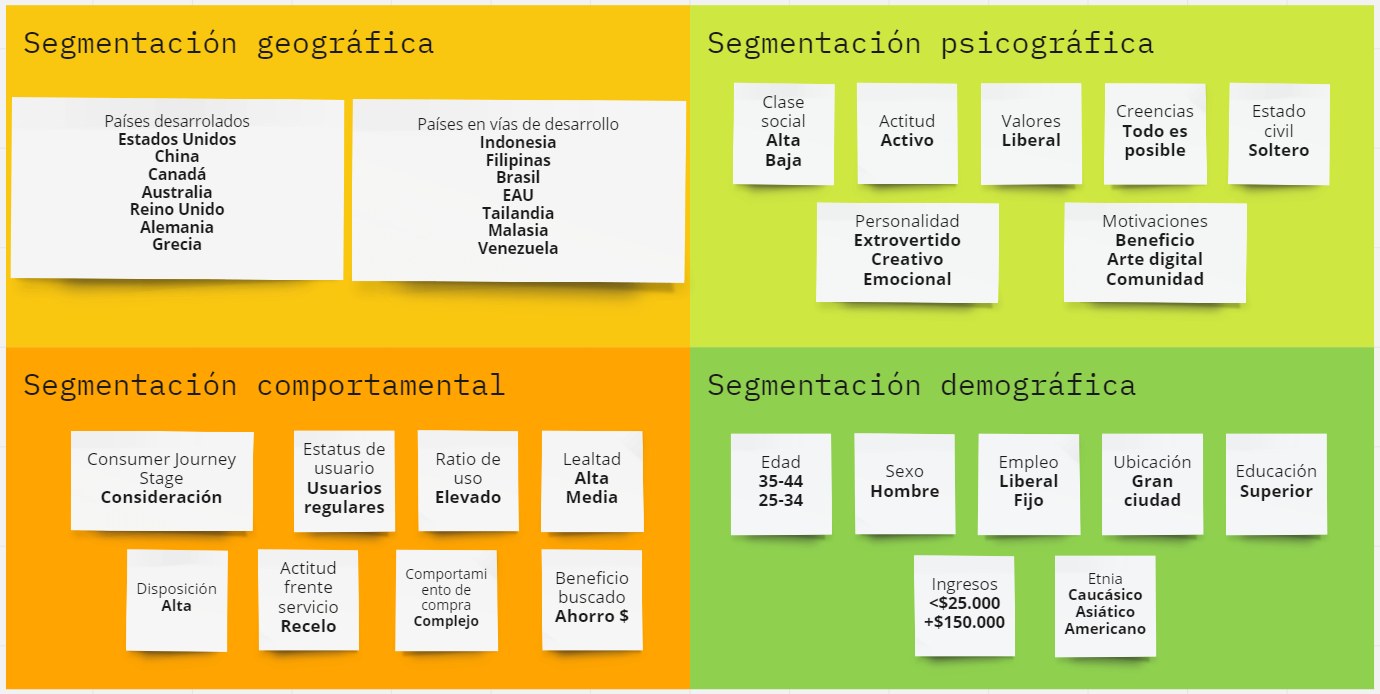 Segmentación geográfica
Países desarrolados
Estados Unidos
China
Canadá
Australia
Reino Unido
Alemania
Grecia
Países en vías de desarrollo
Indonesia
Filipinas
Brasil
EAU
Tailandia
Malasia
Venezuela
Segmentación psicográfica
Clase
social
Alta
Baja
Actitud
Activo
Valores
Liberal
Creencias
Todo es
posible
Estado
civil
Soltero
Personalidad
Extrovertido
Creativo
Emocional
Motivaciones
Beneficio
Arte digital
Comunidad
Segmentación comportamental
Consumer Journey
Stage
Consideración
Estatus de
usuario
Usuarios
regulares
Ratio de
uso
Elevado
Lealtad
Alta
Media
Disposición
Alta
Actitud
frente
servicio
Recelo
Comportami
ento de
compra
Complejo
Beneficio
buscado
Ahorro $
Segmentación demográfica
Edad
35-44
25-34
Sexo
Hombre
Empleo
Liberal
Fijo
Ubicación
Gran
ciudad
Educación
Superior
Ingresos
<$25.000
+$150.000
Etnia
Caucásico
Asiático
Americano